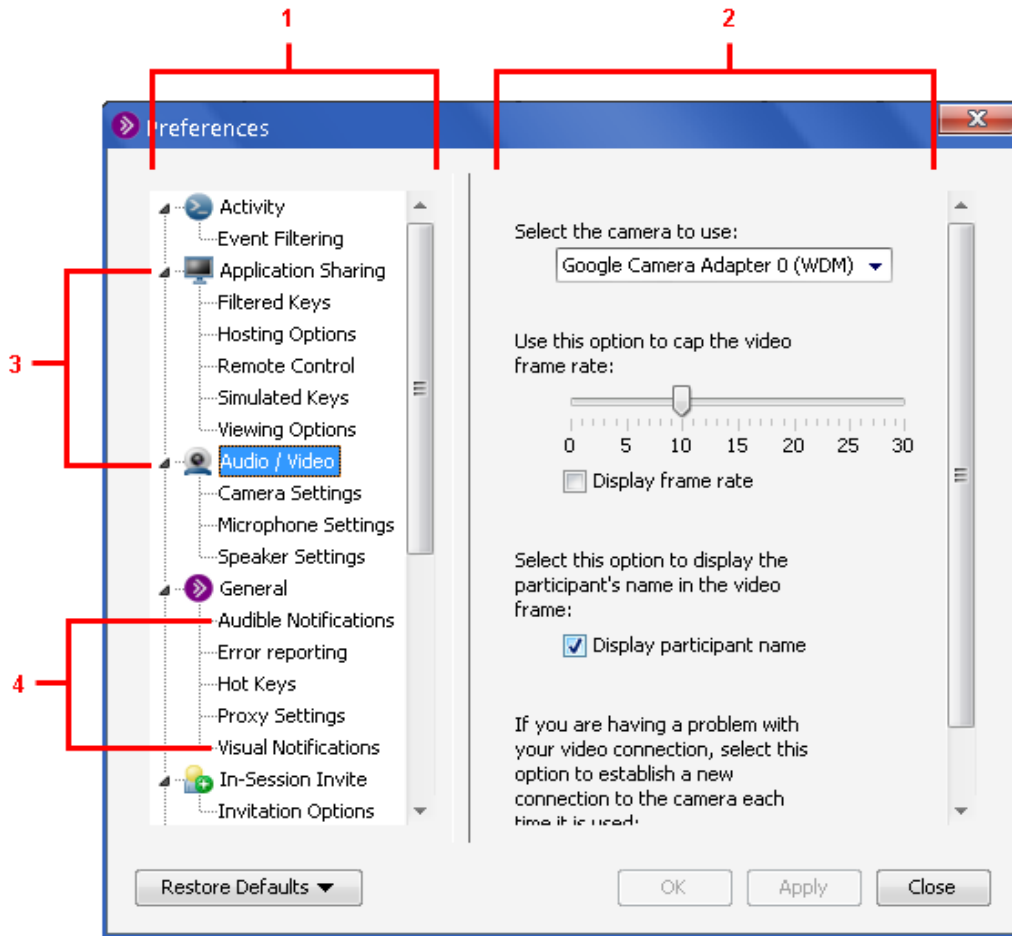 1
2
Preferences
Activity
Event Filtering
Application Sharing
Filtered Keys
Hosting Options
3
Remote Control
Simulated Keys
Viewing Options
Audio / Video
Camera Settings
Microphone Settings
Speaker Settings
General
Audible Notifications
Error reporting
4
Hot Keys
Proxy Settings
Visual Notifications
In-Session Invite
Invitation Options
Select the camera to use:
Google Camera Adapter 0 (WDM)
Use this option to cap the video
frame rate:
0 5 10 15 20 25 30
Display frame rate
Select this option to display the
participant's name in the video
frame:
Display participant name
If you are having a problem with
your video connection, select this
option to establish a new
connection to the camera each
time it is used:
Restore Defaults
OK
Apply
Close